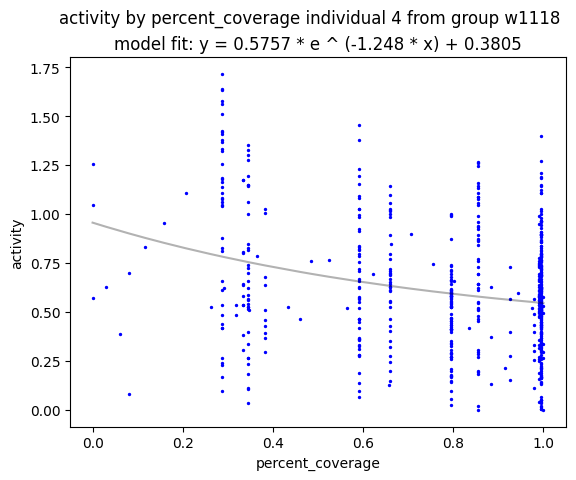 activity by percent_coverage individual 4 from group w1118
model fit: y = 0.5757 * e ^ (-1.248 * x) + 0.3805
1.75
1.50
1.25
1.00
0.75
0.50
0.25
0.00
activity
0.0 0.2 0.4 0.6 0.8 1.0
percent_coverage